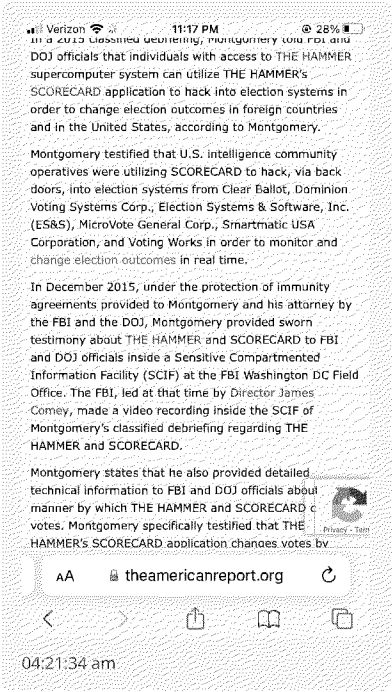 Verizon 11:17 PM 28%
In a 2015 classified debriefing, Montgomery told FBI and
DOJ officials that individuals with access to THE HAMMER
supercomputer system can utilize THE HAMMER's
SCORECARD application to hack into election systems in
order to change election outcomes in foreign countries
and in the United States, according to Montgomery.
Montgomery testified that U.S. intelligence community
operatives were utilizing SCORECARD to hack, via back
doors, into election systems from Clear Ballot, Dominion
Voting Systems Corp., Election Systems & Software, Inc.
(ES&S), MicroVote General Corp., Smartmatic USA
Corporation, and Voting Works in order to monitor and
change election outcomes in real time.
In December 2015, under the protection of immunity
agreements provided to Montgomery and his attorney by
the FBI and the DOJ, Montgomery provided sworn
testimony about THE HAMMER and SCORECARD to FBI
and DOJ officials inside a Sensitive Compartmented
Information Facility (SCIF) at the FBI Washington DC Field
Office. The FBI, led at that time by Director James
Comey, made a video recording inside the SCIF of
Montgomery's classified debriefing regarding THE
HAMMER and SCORECARD.
Montgomery states that he also provided detailed
technical information to FBI and DOJ officials about
manner by which THE HAMMER and SCORECARD c
votes. Montgomery specifically testified that THE
Privacy - Term
HAMMER's SCORECARD application changes votes by
AA theamericanreport.org
04:21:34 am